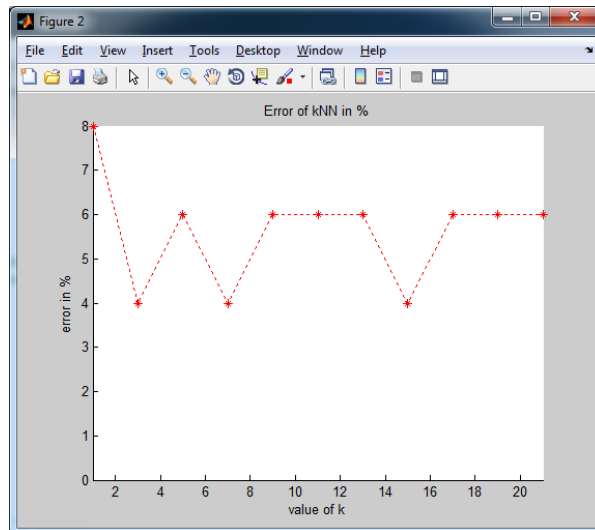 Figure 2
File Edit View Insert Tools Desktop Window Help
Error of kNN in %
8
7
6
5
4
3
2
1
0
error in %
2 4 6 8 10 12 14 16 18 20
value of k